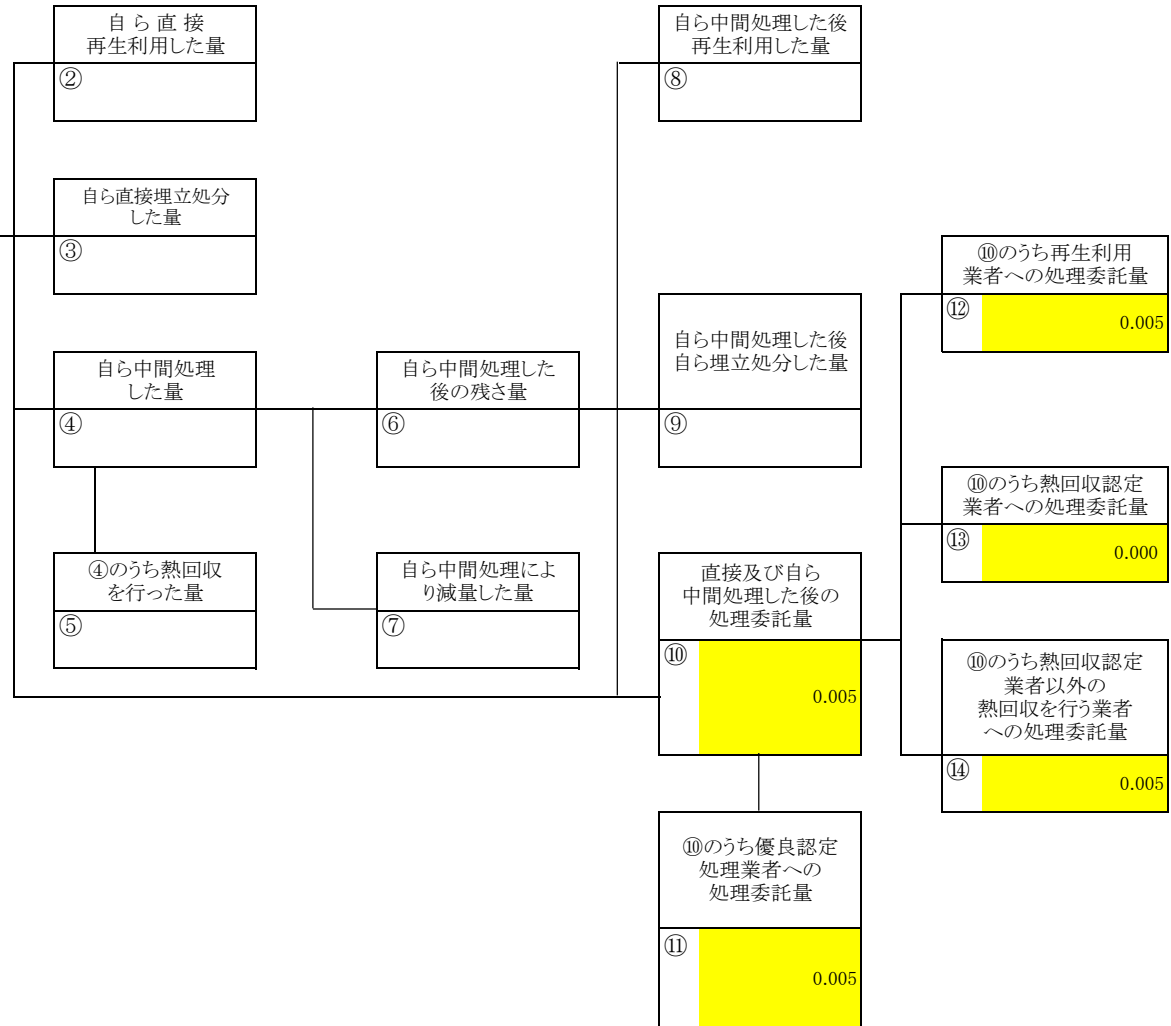 自 ら 直 接
再生利用した量
②
自ら直接埋立処分
した量
③
自ら中間処理
した量
④
④のうち熱回収
を行った量
⑤
自ら中間処理した
後の残さ量
⑥
自ら中間処理によ
り減量した量
⑦
自ら中間処理した後
再生利用した量
⑧
自ら中間処理した後
自ら埋立処分した量
⑨
直接及び自ら
中間処理した後の
処理委託量
⑩
0.005
⑩のうち優良認定
処理業者への
処理委託量
⑪
0.005
⑩のうち再生利用
業者への処理委託量
⑫
0.005
⑩のうち熱回収認定
業者への処理委託量
⑬
0.000
⑩のうち熱回収認定
業者以外の
熱回収を行う業者
への処理委託量
⑭
0.005